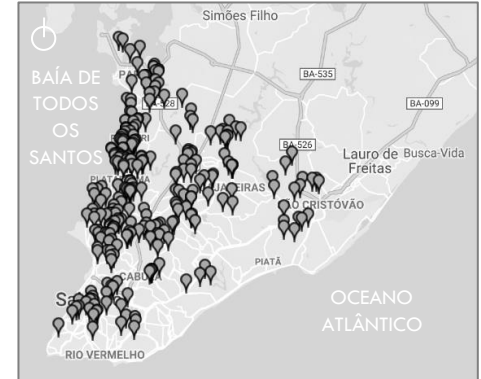 Simões Filho
BAÍA DE
TODOS
OS
SANTOS
BA-535
BA-099
BA-526
Lauro de
Freitas
Busca-Vida
PIATÃ
OCEANO
ATLÂNTICO
RIO VERMELHO